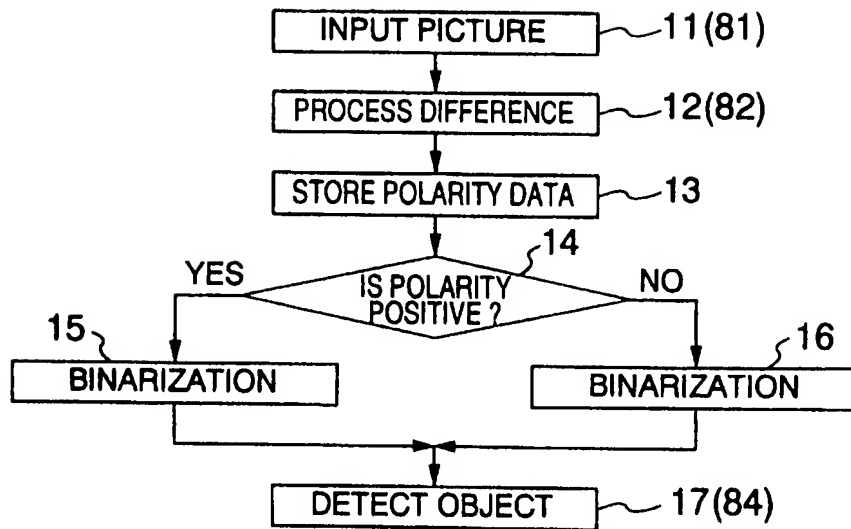 INPUT PICTURE
11(81)
PROCESS DIFFERENCE
12(82)
STORE POLARITY DATA
13
14
YES
IS POLARITY
POSITIVE ?
NO
15
BINARIZATION
16
BINARIZATION
DETECT OBJECT
17(84)